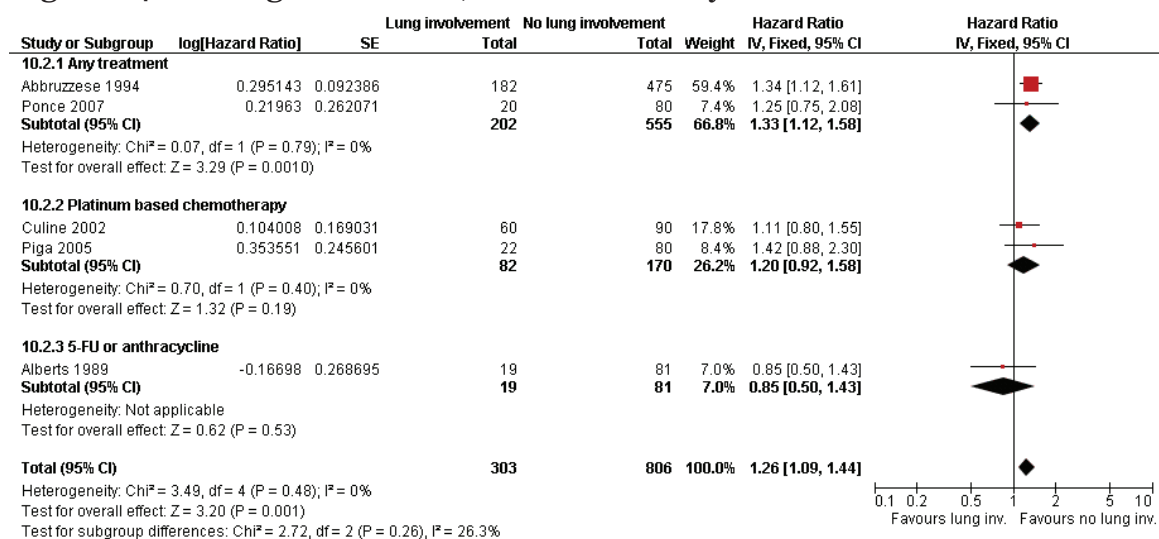 Lung involvement No lung involvement Hazard Ratio Hazard Ratio
Study or Subgroup log[Hazard Ratio] SE Total Total Weight IV, Fixed, 95% CI IV, Fixed, 95% CI
10.2.1 Any treatment
Abbruzzese 1994 0.295143 0.092386 182 475 59.4% 1.34 [1.12, 1.61]
Ponce 2007 0.21963 0.262071 20 80 7.4% 1.25 [0.75, 2.08]
Subtotal (95% CI) 202 555 66.8% 1.33 [1.12, 1.58]
Heterogeneity: Chi² = 0.07, df = 1 (P = 0.79); I² = 0%
Test for overall effect: Z = 3.29 (P = 0.0010)
10.2.2 Platinum based chemotherapy
Culine 2002 0.104008 0.169031 60 90 17.8% 1.11 [0.80, 1.55]
Piga 2005 0.353551 0.245601 22 80 8.4% 1.42 [0.88, 2.30]
Subtotal (95% CI) 82 170 26.2% 1.20 [0.92, 1.58]
Heterogeneity: Chi² = 0.70, df = 1 (P = 0.40); I² = 0%
Test for overall effect: Z = 1.32 (P = 0.19)
10.2.3 5-FU or anthracycline
Alberts 1989 -0.16698 0.268695 19 81 7.0% 0.85 [0.50, 1.43]
Subtotal (95% CI) 19 81 7.0% 0.85 [0.50, 1.43]
Heterogeneity: Not applicable
Test for overall effect: Z = 0.62 (P = 0.53)
Total (95% CI) 303 806 100.0% 1.26 [1.09, 1.44]
Heterogeneity: Chi² = 3.49, df = 4 (P = 0.48); I² = 0%
Test for overall effect: Z = 3.20 (P = 0.001)
Test for subgroup differences: Chi² = 2.72, df = 2 (P = 0.26), I² = 26.3%
0.1 0.2 0.5 1 2 5 10
Favours lung inv. Favours no lung inv.